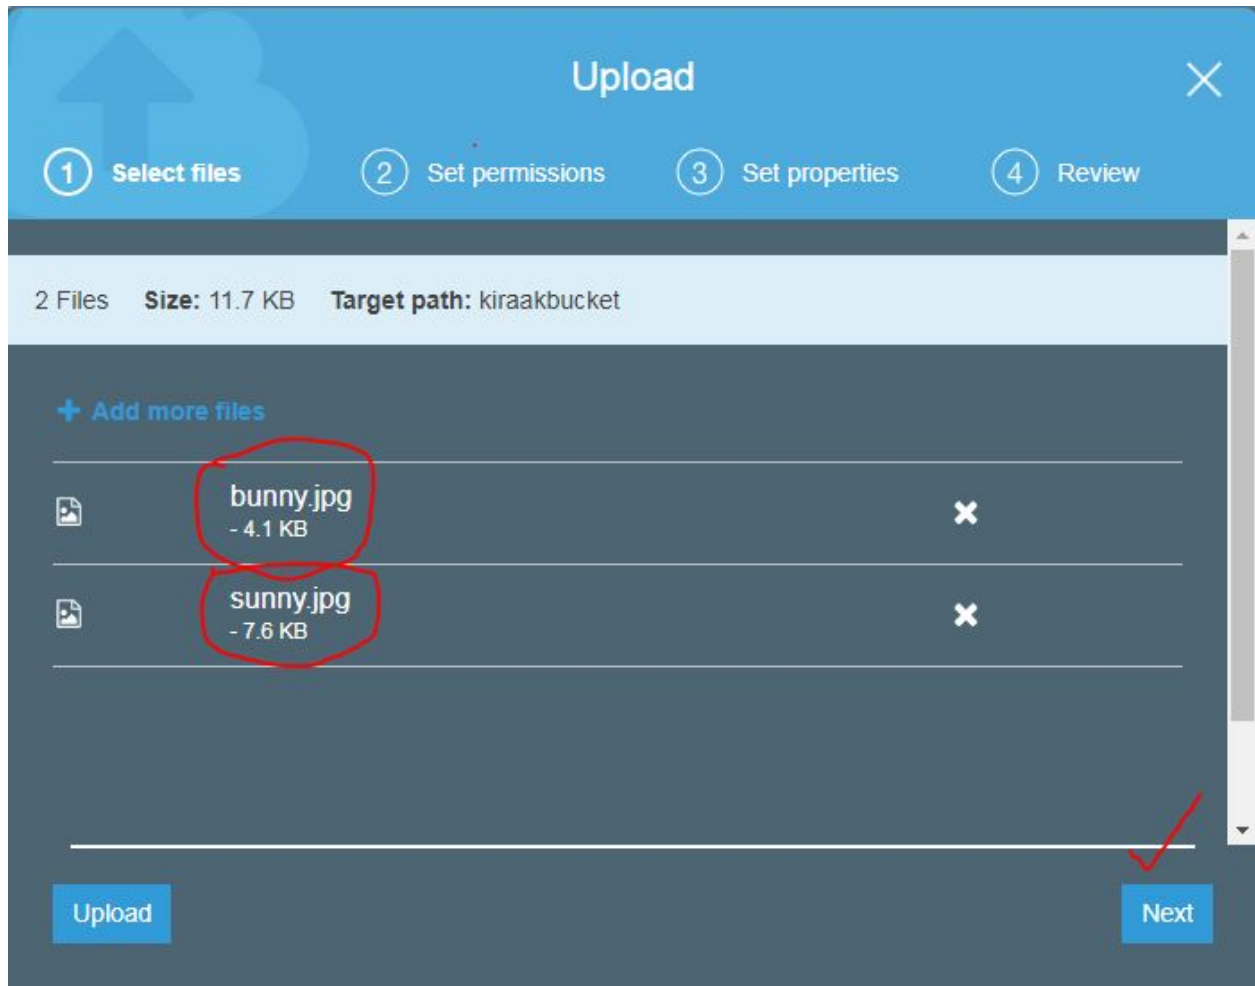 Upload
1 Select files 2 Set permissions 3 Set properties 4 Review
2 Files Size: 11.7 KB Target path: kiraakbucket
Add more files
bunny.jpg
- 4.1 KB
sunny.jpg
- 7.6 KB
Upload Next